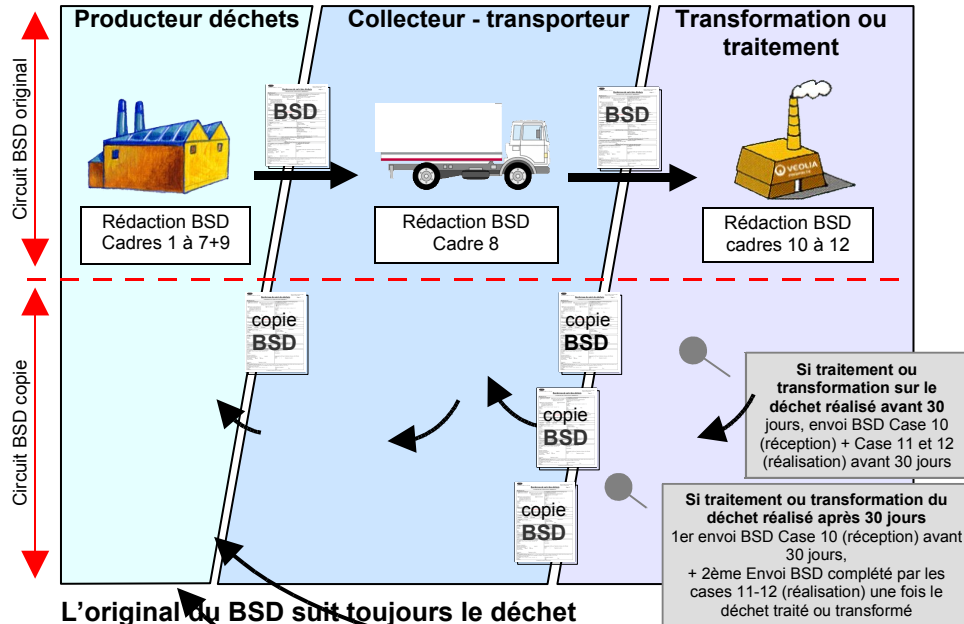 Producteur déchets
Collecteur - transporteur
Transformation ou
traitement
Circuit BSD original
BSD
BSD
VEOLIA
Rédaction BSD
Cadres 1 à 7+9
Rédaction BSD
Cadre 8
Rédaction BSD
cadres 10 à 12
Circuit BSD copie
copie
BSD
copie
BSD
copie
BSD
copie
BSD
Si traitement ou
transformation sur le
déchet réalisé avant 30
jours, envoi BSD Case 10
(réception) + Case 11 et 12
(réalisation) avant 30 jours
Si traitement ou transformation du
déchet réalisé après 30 jours
1er envoi BSD Case 10 (réception) avant
30 jours,
+ 2ème Envoi BSD complété par les
cases 11-12 (réalisation) une fois le
déchet traité ou transformé
L'original du BSD suit toujours le déchet